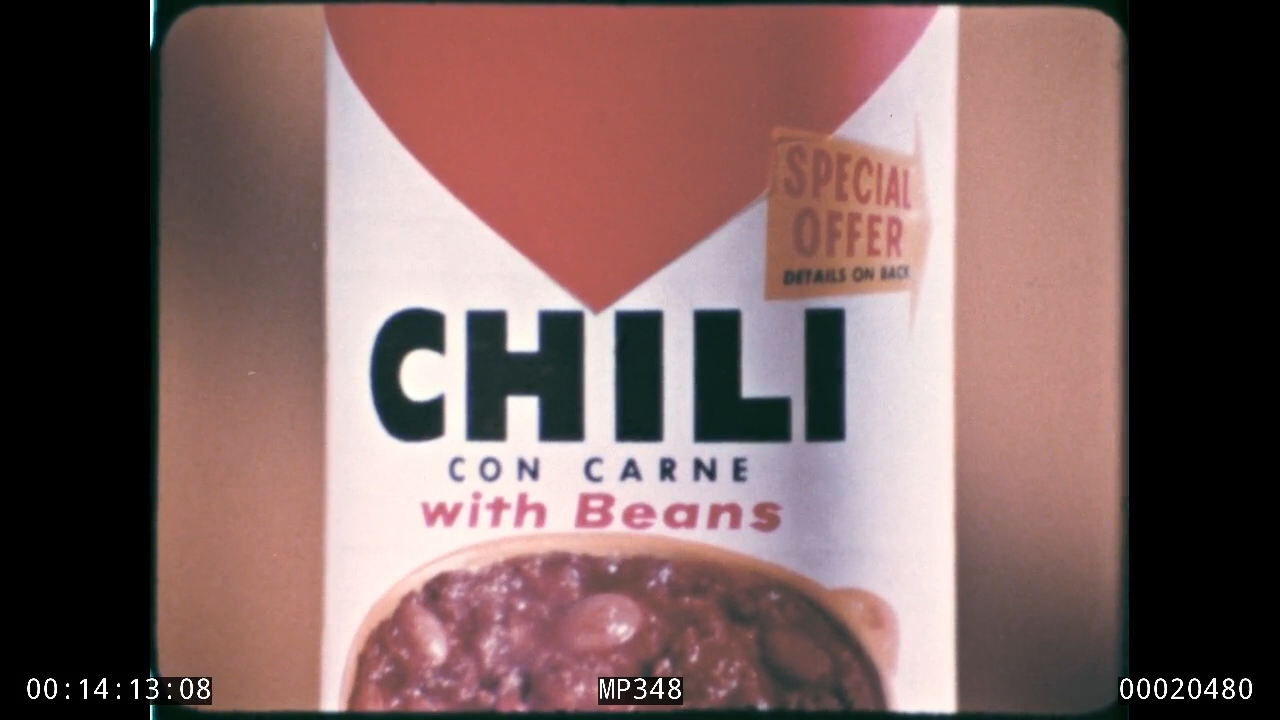 SPECIAL
OFFER
DETAILS ON BACK
CHILI
CON CARNE
with Beans
00:14:13:08
MP348
00020480